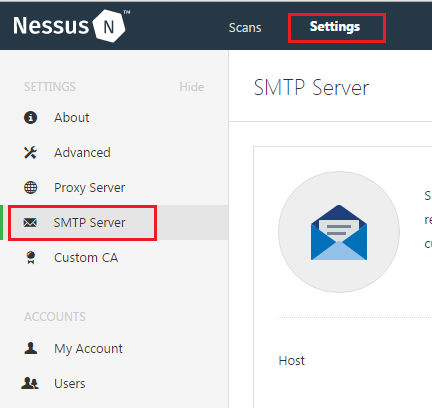 Nessus N ™
Scans Settings
SETTINGS Hide
About
Advanced
Proxy Server
SMTP Server
Custom CA
ACCOUNTS
My Account
Users
SMTP Server
S
re
cu
Host